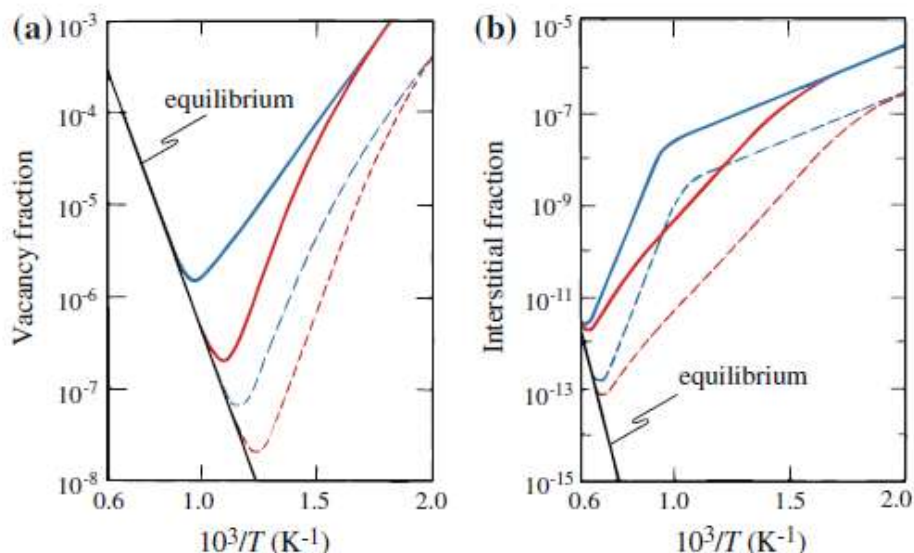 (a)
Vacancy fraction
10⁻³
10⁻⁴
10⁻⁵
10⁻⁶
10⁻⁷
10⁻⁸
equilibrium
0.6 1.0 1.5 2.0
10³/T (K⁻¹)
(b)
Interstitial fraction
10⁻⁵
10⁻⁷
10⁻⁹
10⁻¹¹
10⁻¹³
10⁻¹⁵
equilibrium
0.6 1.0 1.5 2.0
10³/T (K⁻¹)